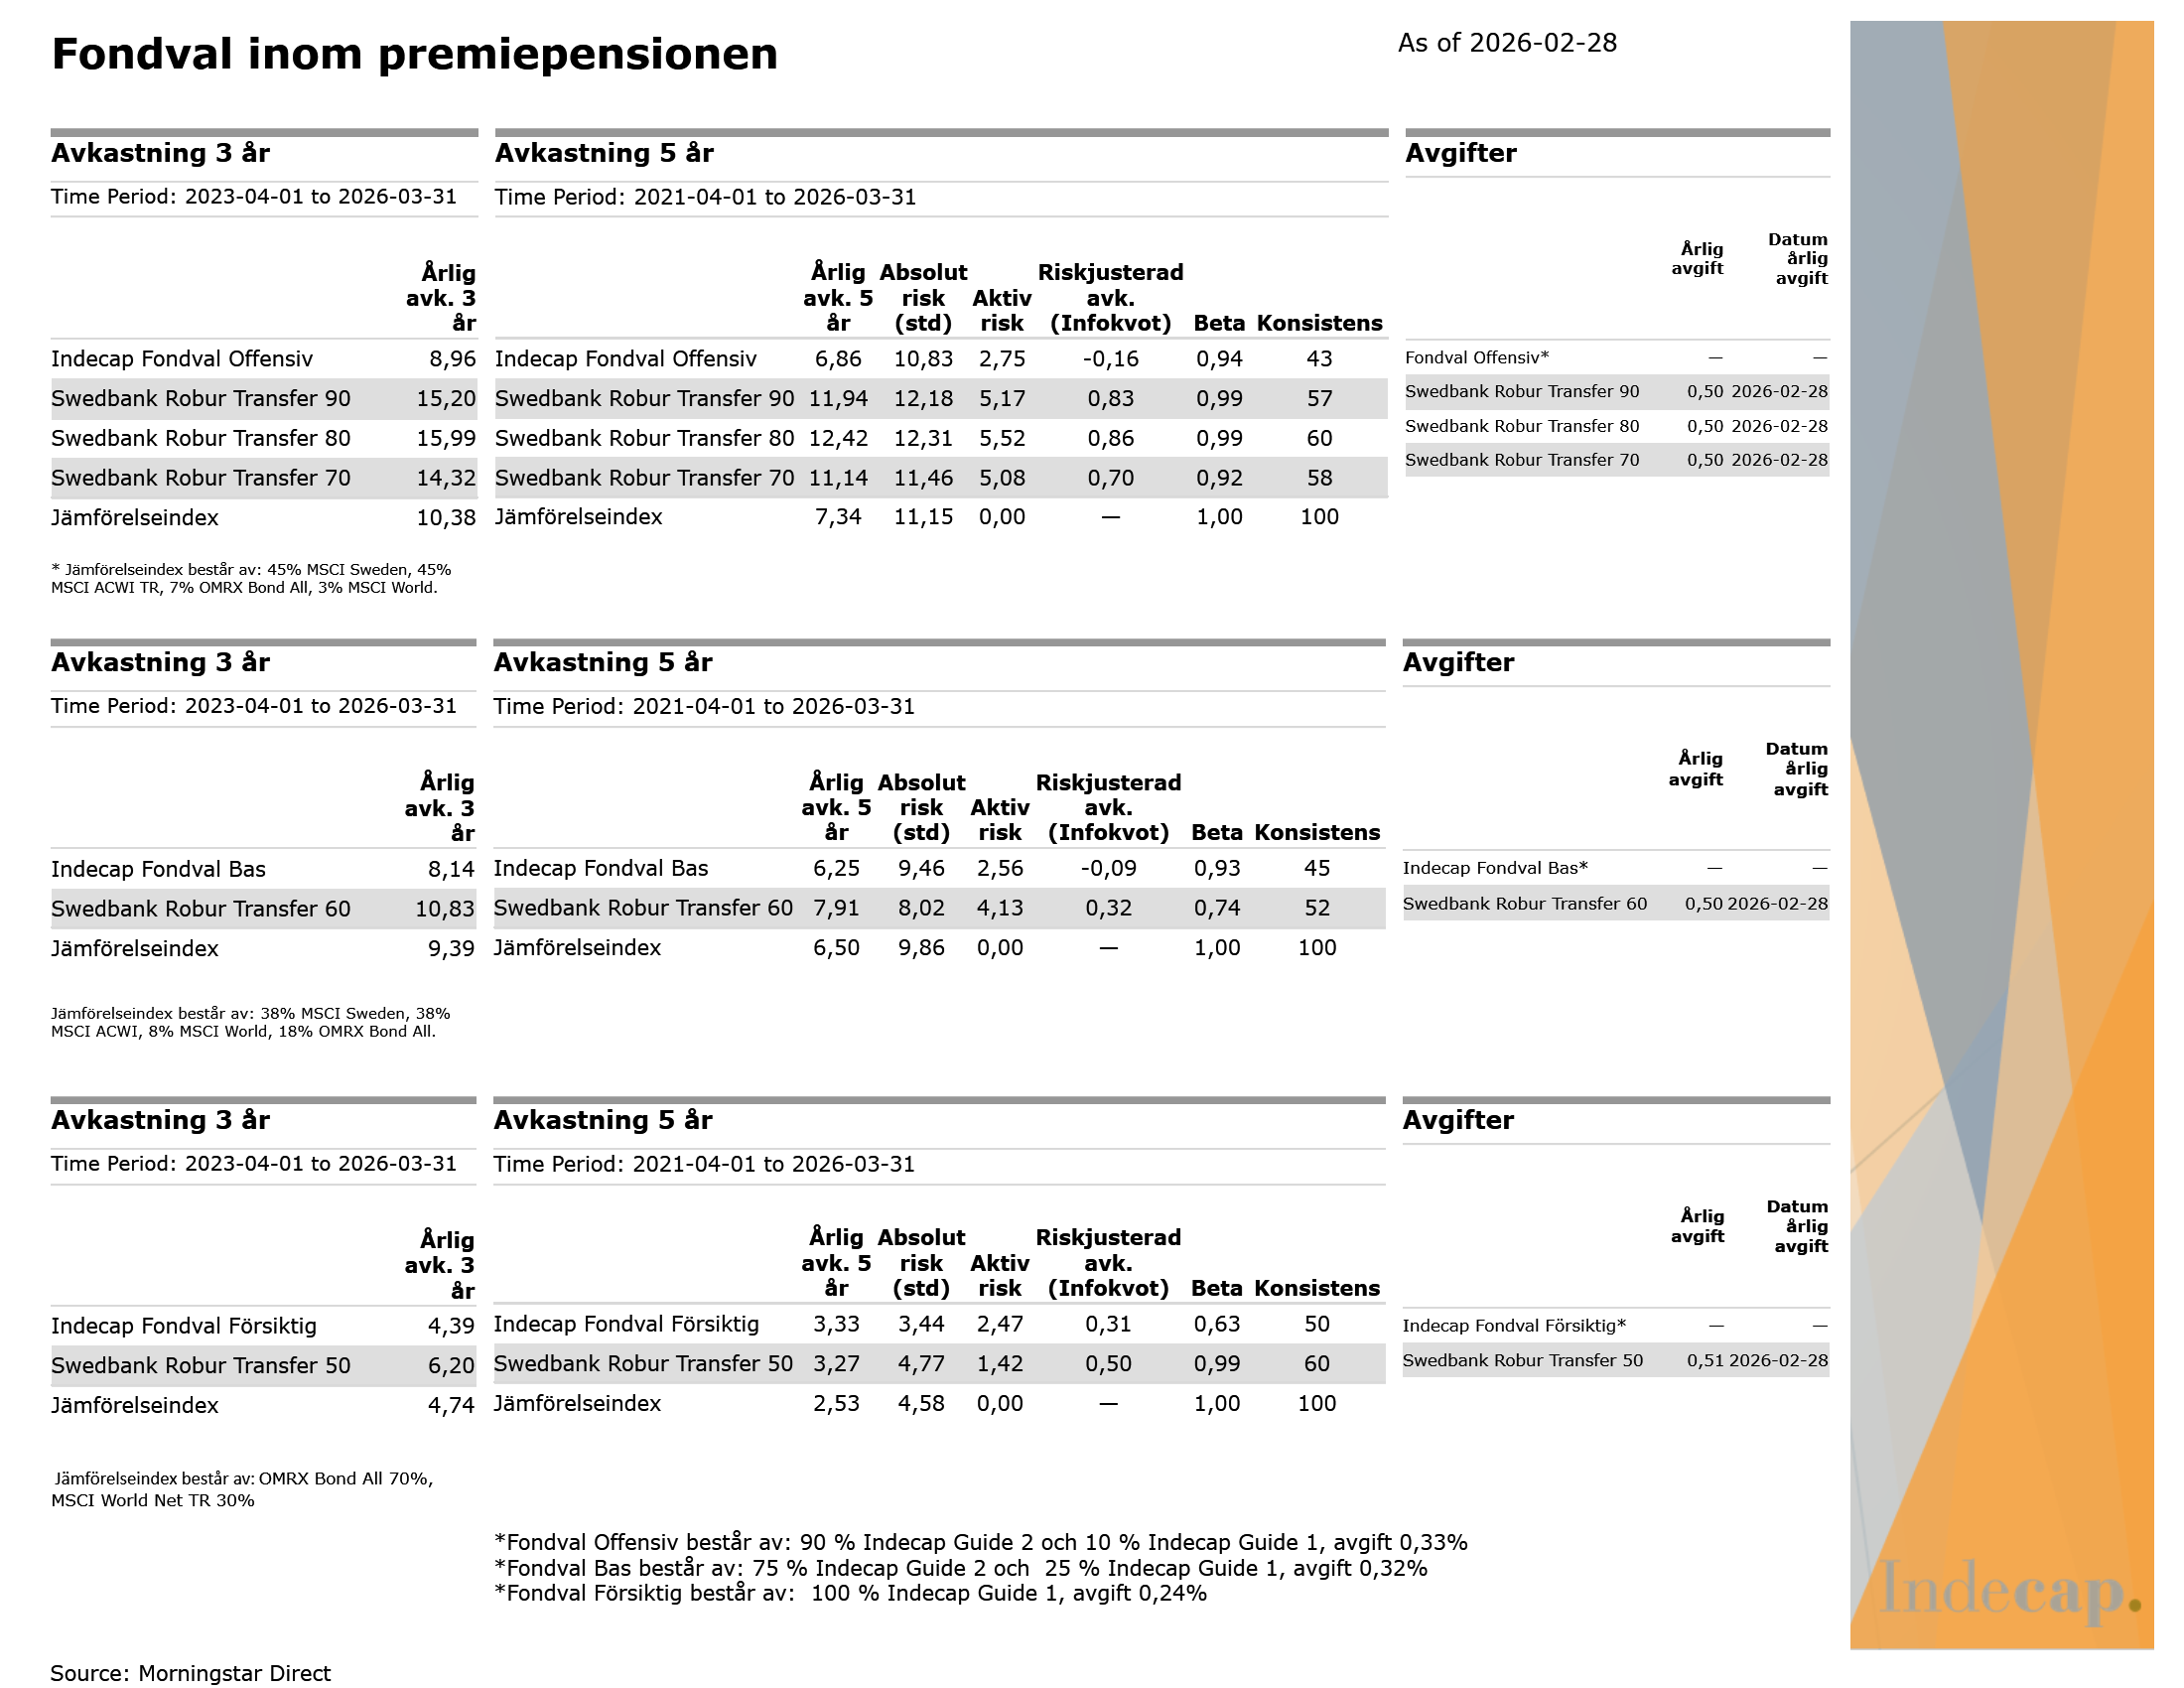 Fondval inom premiepensionen
As of 2026-02-28
Avkastning 3 år
Time Period: 2023-04-01 to 2026-03-31
Årlig
avk. 3
år
Indecap Fondval Offensiv 8,96
Swedbank Robur Transfer 90 15,20
Swedbank Robur Transfer 80 15,99
Swedbank Robur Transfer 70 14,32
Jämförelseindex 10,38
* Jämförelseindex består av: 45% MSCI Sweden, 45%
MSCI ACWI TR, 7% OMRX Bond All, 3% MSCI World.
Avkastning 5 år
Time Period: 2021-04-01 to 2026-03-31
Årlig Absolut Riskjusterad
avk. 5 risk Aktiv avk.
år (std) risk (Infokvot) Beta Konsistens
Indecap Fondval Offensiv 6,86 10,83 2,75 -0,16 0,94 43
Swedbank Robur Transfer 90 11,94 12,18 5,17 0,83 0,99 57
Swedbank Robur Transfer 80 12,42 12,31 5,52 0,86 0,99 60
Swedbank Robur Transfer 70 11,14 11,46 5,08 0,70 0,92 58
Jämförelseindex 7,34 11,15 0,00 — 1,00 100
Avgifter
Datum
Årlig årlig
avgift avgift
Fondval Offensiv* — —
Swedbank Robur Transfer 90 0,50 2026-02-28
Swedbank Robur Transfer 80 0,50 2026-02-28
Swedbank Robur Transfer 70 0,50 2026-02-28
Avkastning 3 år
Time Period: 2023-04-01 to 2026-03-31
Årlig
avk. 3
år
Indecap Fondval Bas 8,14
Swedbank Robur Transfer 60 10,83
Jämförelseindex 9,39
Jämförelseindex består av: 38% MSCI Sweden, 38%
MSCI ACWI, 8% MSCI World, 18% OMRX Bond All.
Avkastning 5 år
Time Period: 2021-04-01 to 2026-03-31
Årlig Absolut Riskjusterad
avk. 5 risk Aktiv avk.
år (std) risk (Infokvot) Beta Konsistens
Indecap Fondval Bas 6,25 9,46 2,56 -0,09 0,93 45
Swedbank Robur Transfer 60 7,91 8,02 4,13 0,32 0,74 52
Jämförelseindex 6,50 9,86 0,00 — 1,00 100
Avgifter
Datum
Årlig årlig
avgift avgift
Indecap Fondval Bas* — —
Swedbank Robur Transfer 60 0,50 2026-02-28
Avkastning 3 år
Time Period: 2023-04-01 to 2026-03-31
Årlig
avk. 3
år
Indecap Fondval Försiktig 4,39
Swedbank Robur Transfer 50 6,20
Jämförelseindex 4,74
Jämförelseindex består av: OMRX Bond All 70%,
MSCI World Net TR 30%
Avkastning 5 år
Time Period: 2021-04-01 to 2026-03-31
Årlig Absolut Riskjusterad
avk. 5 risk Aktiv avk.
år (std) risk (Infokvot) Beta Konsistens
Indecap Fondval Försiktig 3,33 3,44 2,47 0,31 0,63 50
Swedbank Robur Transfer 50 3,27 4,77 1,42 0,50 0,99 60
Jämförelseindex 2,53 4,58 0,00 — 1,00 100
Avgifter
Datum
Årlig årlig
avgift avgift
Indecap Fondval Försiktig* — —
Swedbank Robur Transfer 50 0,51 2026-02-28
*Fondval Offensiv består av: 90 % Indecap Guide 2 och 10 % Indecap Guide 1, avgift 0,33%
*Fondval Bas består av: 75 % Indecap Guide 2 och 25 % Indecap Guide 1, avgift 0,32%
*Fondval Försiktig består av: 100 % Indecap Guide 1, avgift 0,24%
Indecap.
Source: Morningstar Direct